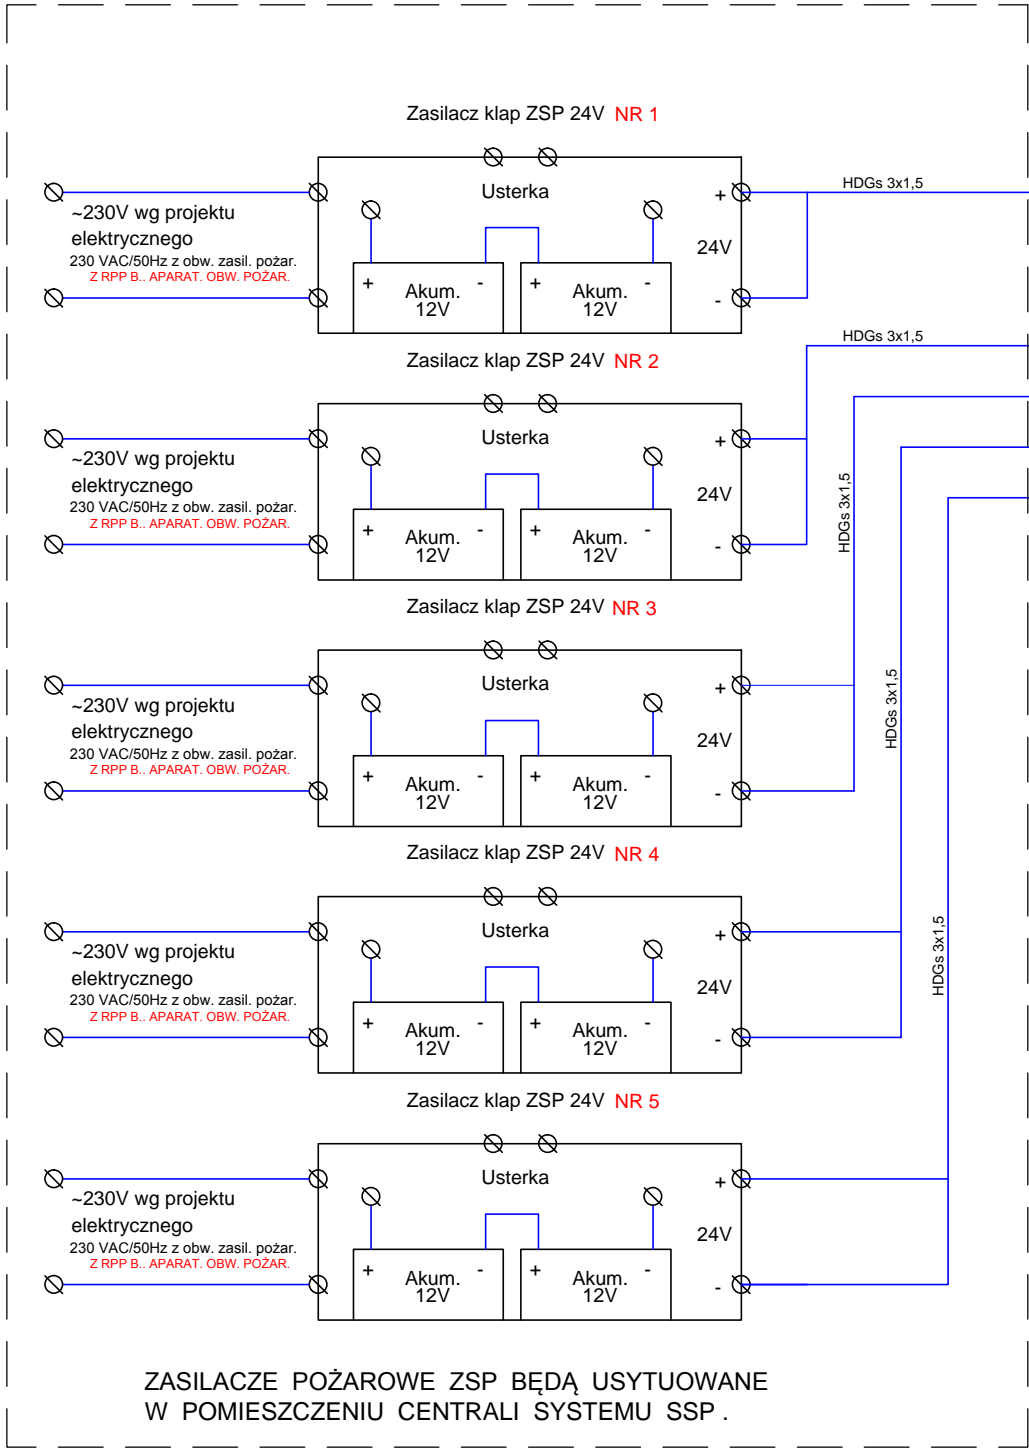 Zasilacz klap ZSP 24V NR 1
Usterka
HDGs 3x1,5
~230V wg projektu
elektrycznego
230 VAC/50Hz z obw. zasil. pożar.
Z RPP B.. APARAT. OBW. POŻAR.
+
24V
-
+ Akum. -
12V
+ Akum. -
12V
Zasilacz klap ZSP 24V NR 2
HDGs 3x1,5
Usterka
~230V wg projektu
elektrycznego
230 VAC/50Hz z obw. zasil. pożar.
Z RPP B.. APARAT. OBW. POŻAR.
+
24V
-
+ Akum. -
12V
+ Akum. -
12V
HDGs 3x1,5
Zasilacz klap ZSP 24V NR 3
Usterka
~230V wg projektu
elektrycznego
230 VAC/50Hz z obw. zasil. pożar.
Z RPP B.. APARAT. OBW. POŻAR.
+
24V
-
+ Akum. -
12V
+ Akum. -
12V
HDGs 3x1,5
Zasilacz klap ZSP 24V NR 4
Usterka
~230V wg projektu
elektrycznego
230 VAC/50Hz z obw. zasil. pożar.
Z RPP B.. APARAT. OBW. POŻAR.
+
24V
-
+ Akum. -
12V
+ Akum. -
12V
HDGs 3x1,5
Zasilacz klap ZSP 24V NR 5
Usterka
~230V wg projektu
elektrycznego
230 VAC/50Hz z obw. zasil. pożar.
Z RPP B.. APARAT. OBW. POŻAR.
+
24V
-
+ Akum. -
12V
+ Akum. -
12V
ZASILACZE POŻAROWE ZSP BĘDĄ USYTUOWANE
W POMIESZCZENIU CENTRALI SYSTEMU SSP .